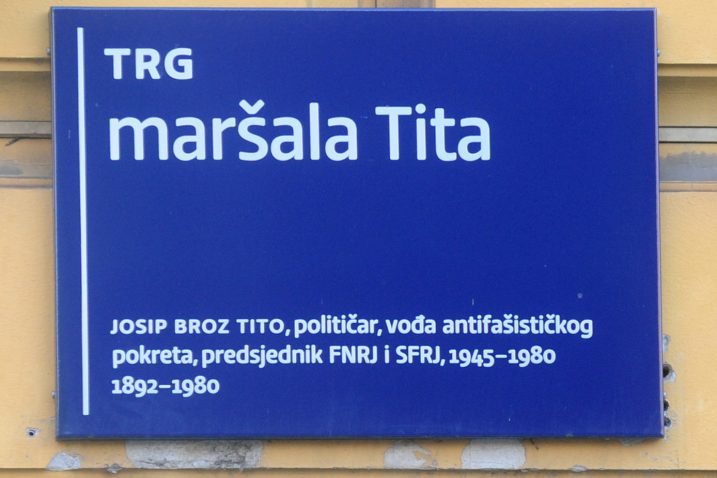 TRG
maršala Tita
JOSIP BROZ TITO, političar, vođa antifašističkog
pokreta, predsjednik FNRJ i SFRJ, 1945–1980
1892–1980